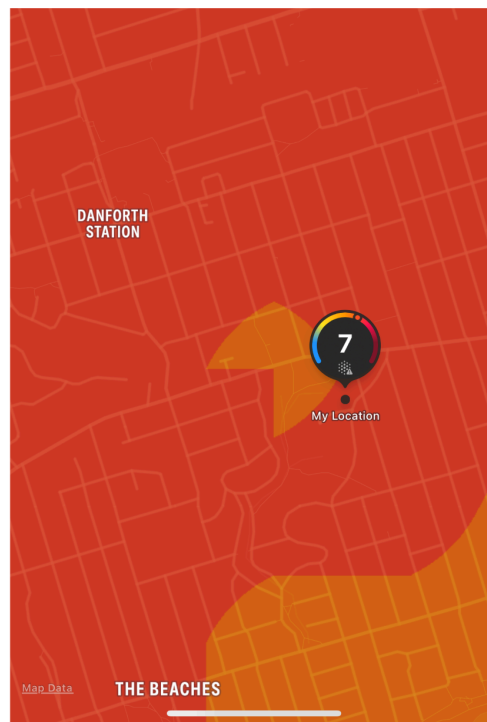 DANFORTH
STATION
7
My Location
Map Data
THE BEACHES